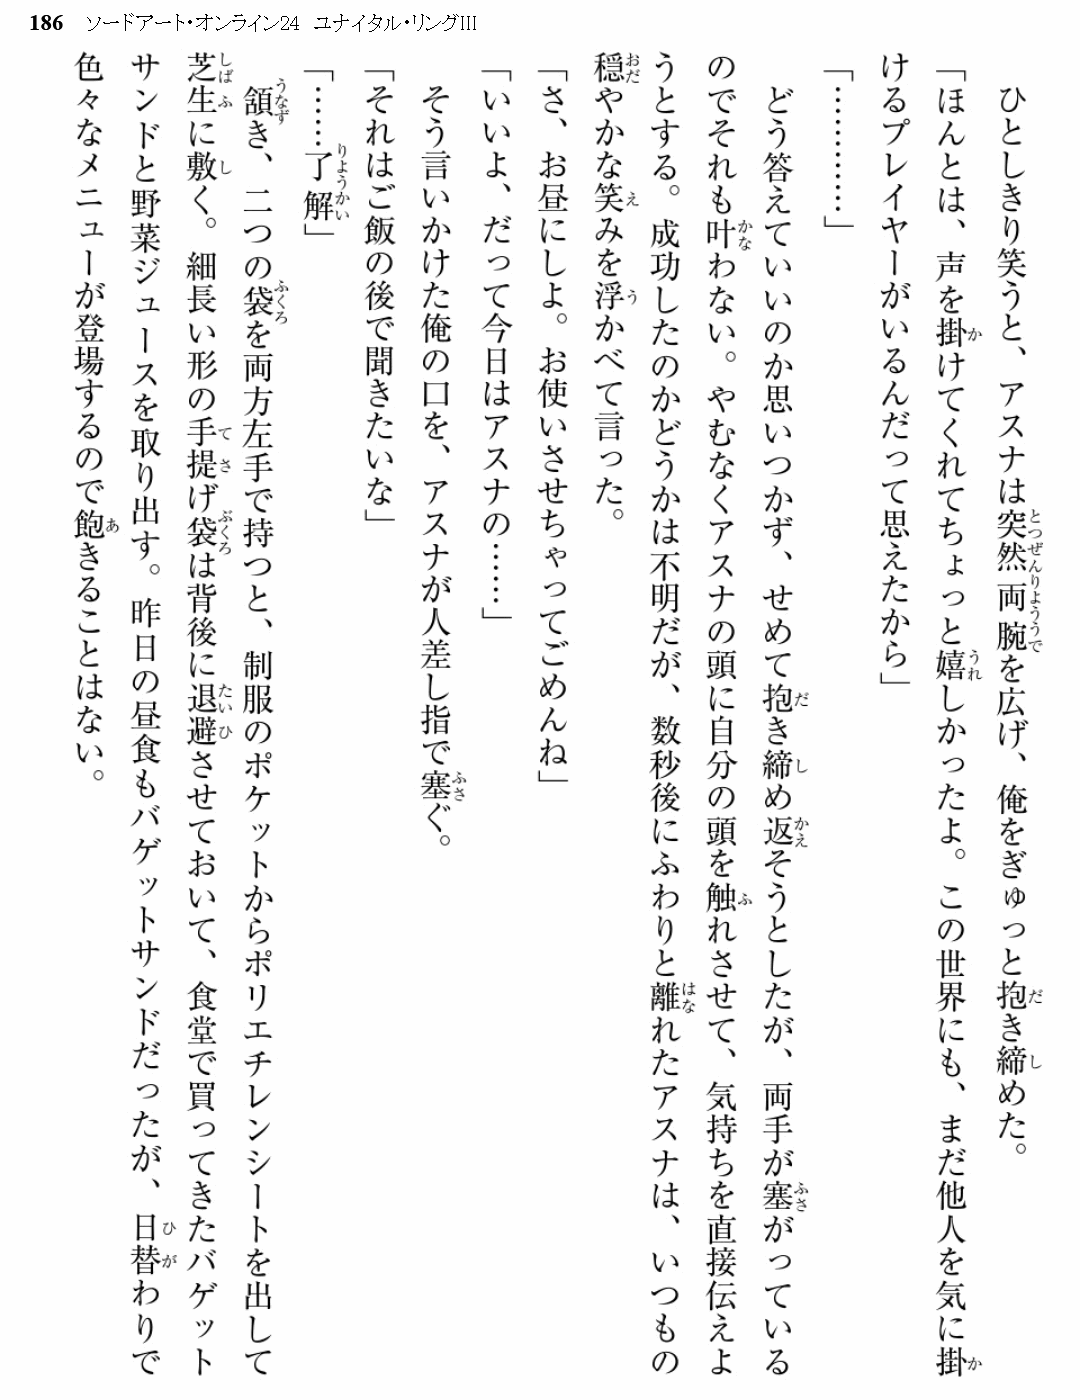 186 ソードアート・オンライン24 ユナイタル・リングIII
　ひとしきり笑うと、アスナは突然両腕を広げ、俺をぎゅっと抱き締めた。
「ほんとは、声を掛けてくれてちょっと嬉しかったよ。この世界にも、まだ他人を気に掛
けるプレイヤーがいるんだって思えたから」
「…………」
　どう答えていいのか思いつかず、せめて抱き締め返そうとしたが、両手が塞がっている
のでそれも叶わない。やむなくアスナの頭に自分の頭を触れさせて、気持ちを直接伝えよ
うとする。成功したのかどうかは不明だが、数秒後にふわりと離れたアスナは、いつもの
穏やかな笑みを浮かべて言った。
「さ、お昼にしよ。お使いさせちゃってごめんね」
「いいよ、だって今日はアスナの……」
　そう言いかけた俺の口を、アスナが人差し指で塞ぐ。
「それはご飯の後で聞きたいな」
「……了解」
　頷き、二つの袋を両方左手で持つと、制服のポケットからポリエチレンシートを出して
芝生に敷く。細長い形の手提げ袋は背後に退避させておいて、食堂で買ってきたバゲット
サンドと野菜ジュースを取り出す。昨日の昼食もバゲットサンドだったが、日替わりで
色々なメニューが登場するので飽きることはない。